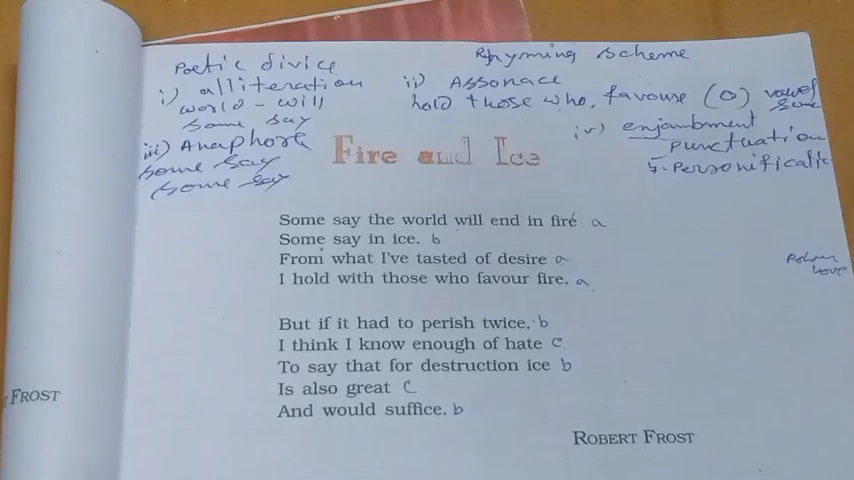 Poetic divice
Rhyming scheme
i) alliteration
world - will
some say
ii) Assonace
hold those who, favouse (o) vowel
iii) Anaphora
some say
some say
iv) enjambment
punctuation
5. Personificatic
Fire and Ice
Some say the world will end in fire a
Some say in ice. b
From what I've tasted of desire a
I hold with those who favour fire. a
But if it had to perish twice, b
I think I know enough of hate c
To say that for destruction ice b
Is also great c
And would suffice. b
ROBERT FROST
FROST
love